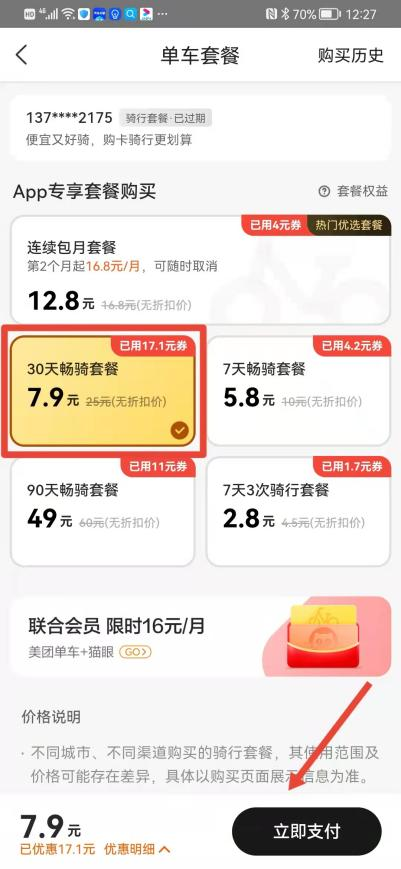 HD 4G 70% 12:27
单车套餐 购买历史
137****2175 骑行套餐·已过期
便宜又好骑，购卡骑行更划算
App专享套餐购买 套餐权益
已用4元券 热门优选套餐
连续包月套餐
第2个月起16.8元/月，可随时取消
12.8元 16.8元(无折扣价)
已用17.1元券 已用4.2元券
30天畅骑套餐 7天畅骑套餐
7.9元 25元(无折扣价) 5.8元 10元(无折扣价)
已用11元券 已用1.7元券
90天畅骑套餐 7天3次骑行套餐
49元 60元(无折扣价) 2.8元 4.5元(无折扣价)
联合会员 限时16元/月
美团单车+猫眼 GO>
价格说明
· 不同城市、不同渠道购买的骑行套餐，其使用范围及
价格可能存在差异，具体以购买页面展示信息为准。
7.9元 立即支付
已优惠17.1元 优惠明细